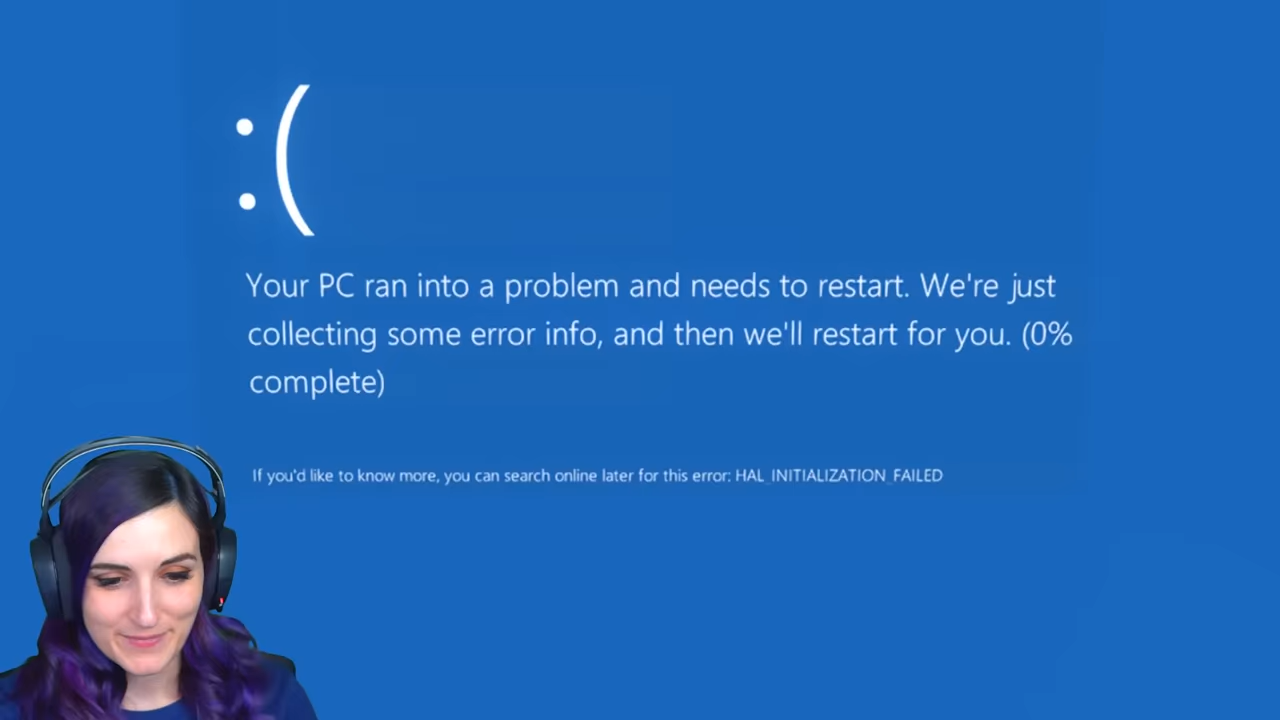 :(
Your PC ran into a problem and needs to restart. We're just
collecting some error info, and then we'll restart for you. (0%
complete)
If you'd like to know more, you can search online later for this error: HAL_INITIALIZATION_FAILED